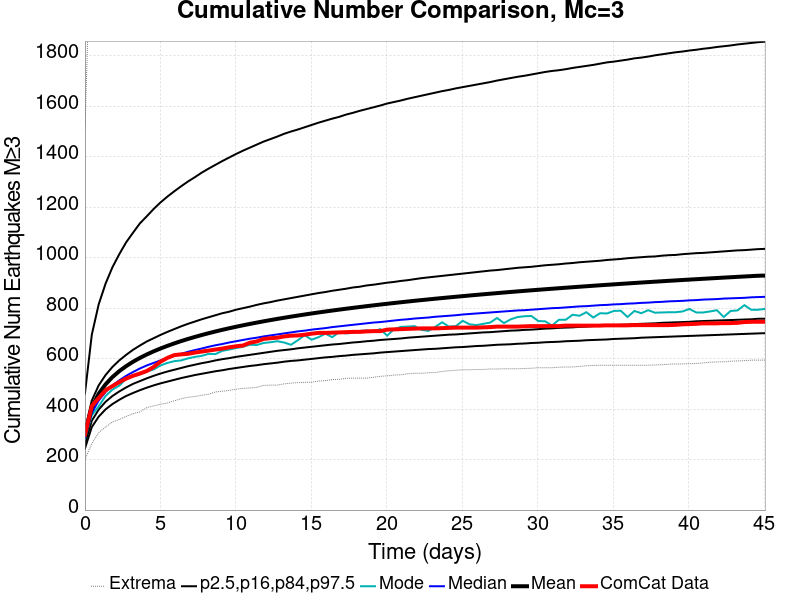 Cumulative Number Comparison, Mc=3
Cumulative Num Earthquakes M≥3
1800
1600
1400
1200
1000
800
600
400
200
0
0 5 10 15 20 25 30 35 40 45
Time (days)
Extrema p2.5,p16,p84,p97.5 Mode Median Mean ComCat Data